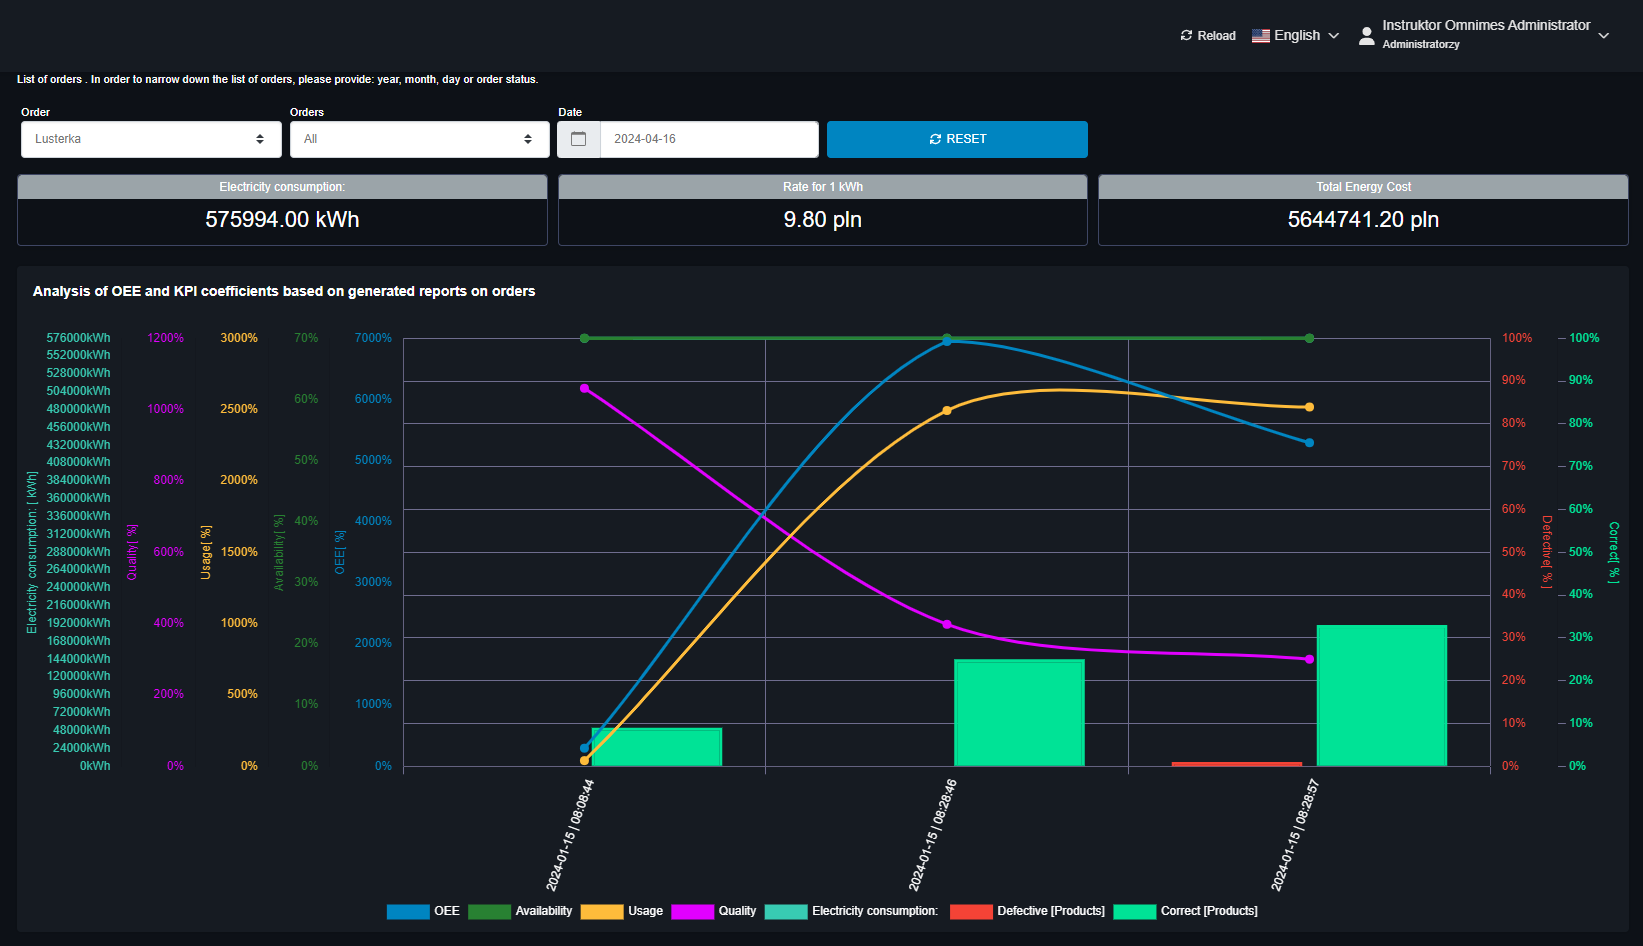 Reload
English
Instruktor Omnimes Administrator
Administratorzy
List of orders . In order to narrow down the list of orders, please provide: year, month, day or order status.
Order
Orders
Date
Lusterka
All
2024-04-16
RESET
Electricity consumption:
Rate for 1 kWh
Total Energy Cost
575994.00 kWh
9.80 pln
5644741.20 pln
Analysis of OEE and KPI coefficients based on generated reports on orders
Electricity consumption: [ kWh]
576000kWh
552000kWh
528000kWh
504000kWh
480000kWh
456000kWh
432000kWh
408000kWh
384000kWh
360000kWh
336000kWh
312000kWh
288000kWh
264000kWh
240000kWh
216000kWh
192000kWh
168000kWh
144000kWh
120000kWh
96000kWh
72000kWh
48000kWh
24000kWh
0kWh
Quality[ %]
1200%
1000%
800%
600%
400%
200%
0%
Usage[ %]
3000%
2500%
2000%
1500%
1000%
500%
0%
Availability[ %]
70%
60%
50%
40%
30%
20%
10%
0%
OEE[ %]
7000%
6000%
5000%
4000%
3000%
2000%
1000%
0%
100%
90%
80%
70%
60%
50%
40%
30%
20%
10%
0%
Defective[ % ]
100%
90%
80%
70%
60%
50%
40%
30%
20%
10%
0%
Correct[ % ]
2024-01-15 | 08:08:44
2024-01-15 | 08:28:46
2024-01-15 | 08:28:57
OEE
Availability
Usage
Quality
Electricity consumption:
Defective [Products]
Correct [Products]